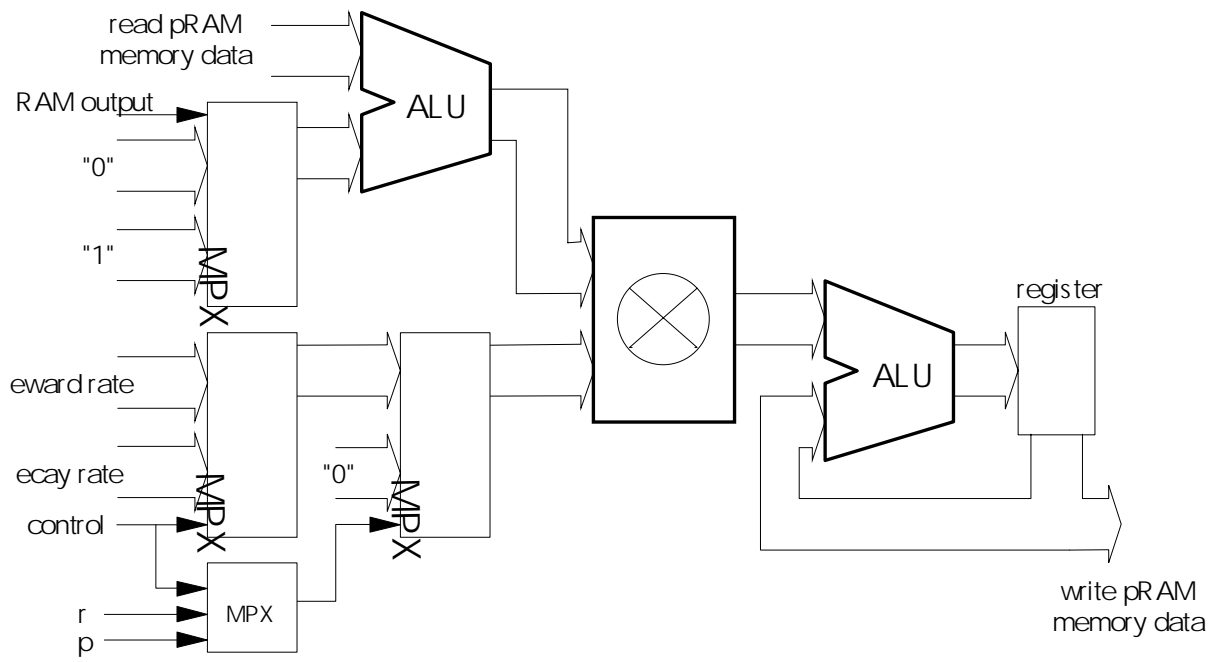 read pRAM
memory data
RAM output
"0"
"1"
MPX
ALU
eward rate
ecay rate
control
MPX
"0"
MPX
r
p
MPX
ALU
register
write pRAM
memory data